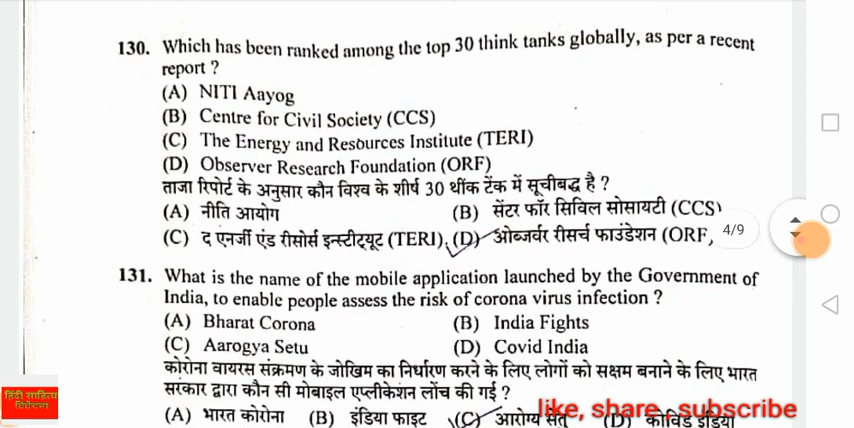 130. Which has been ranked among the top 30 think tanks globally, as per a recent
report ?
(A) NITI Aayog
(B) Centre for Civil Society (CCS)
(C) The Energy and Resources Institute (TERI)
(D) Observer Research Foundation (ORF)
ताजा रिपोर्ट के अनुसार कौन विश्व के शीर्ष 30 थींक टेंक में सूचीबद्ध है ?
(A) नीति आयोग (B) सेंटर फॉर सिविल सोसायटी (CCS)
(C) द एनर्जी एंड रीसोर्स इन्स्टीट्यूट (TERI) (D) ओब्जर्वर रीसर्च फाउंडेशन (ORF,
4/9
131. What is the name of the mobile application launched by the Government of
India, to enable people assess the risk of corona virus infection ?
(A) Bharat Corona (B) India Fights
(C) Aarogya Setu (D) Covid India
कोरोना वायरस संक्रमण के जोखिम का निर्धारण करने के लिए लोगों को सक्षम बनाने के लिए भारत
सरकार द्वारा कौन सी मोबाइल एप्लीकेशन लोंच की गई ?
(A) भारत कोरोना (B) इंडिया फाइट (C) आरोग्य सेतु (D) कोविड इंडिया
हिंदी साहित्य
विवेचना
like, share, subscribe